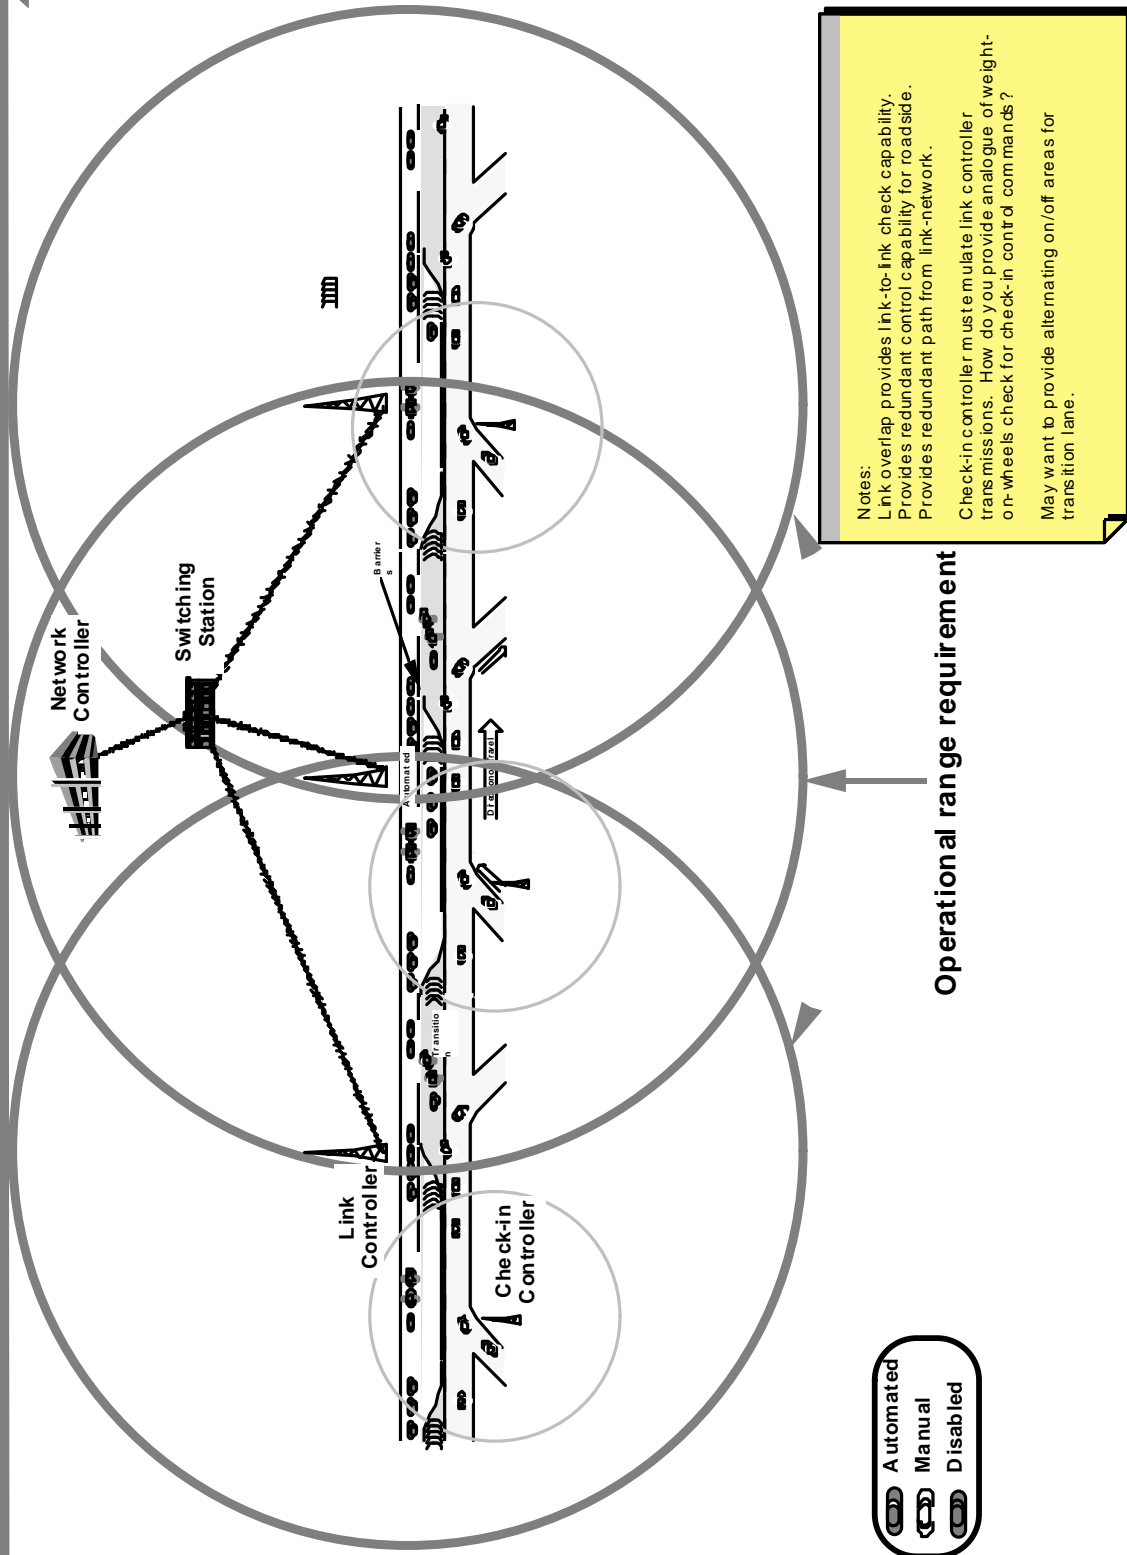 Network
Controller
Switching
Station
Barrier
s
Automated
Direction of travel
Transitio
n
Link
Controller
Check-in
Controller
Operational range requirement
Notes:
Link overlap provides link-to-link check capability.
Provides redundant control capability for roadside.
Provides redundant path from link-network.
Check-in controller must emulate link controller
transmissions. How do you provide analogue of weight-
on-wheels check for check-in control commands?
May want to provide alternating on/off areas for
transition lane.
Automated
Manual
Disabled